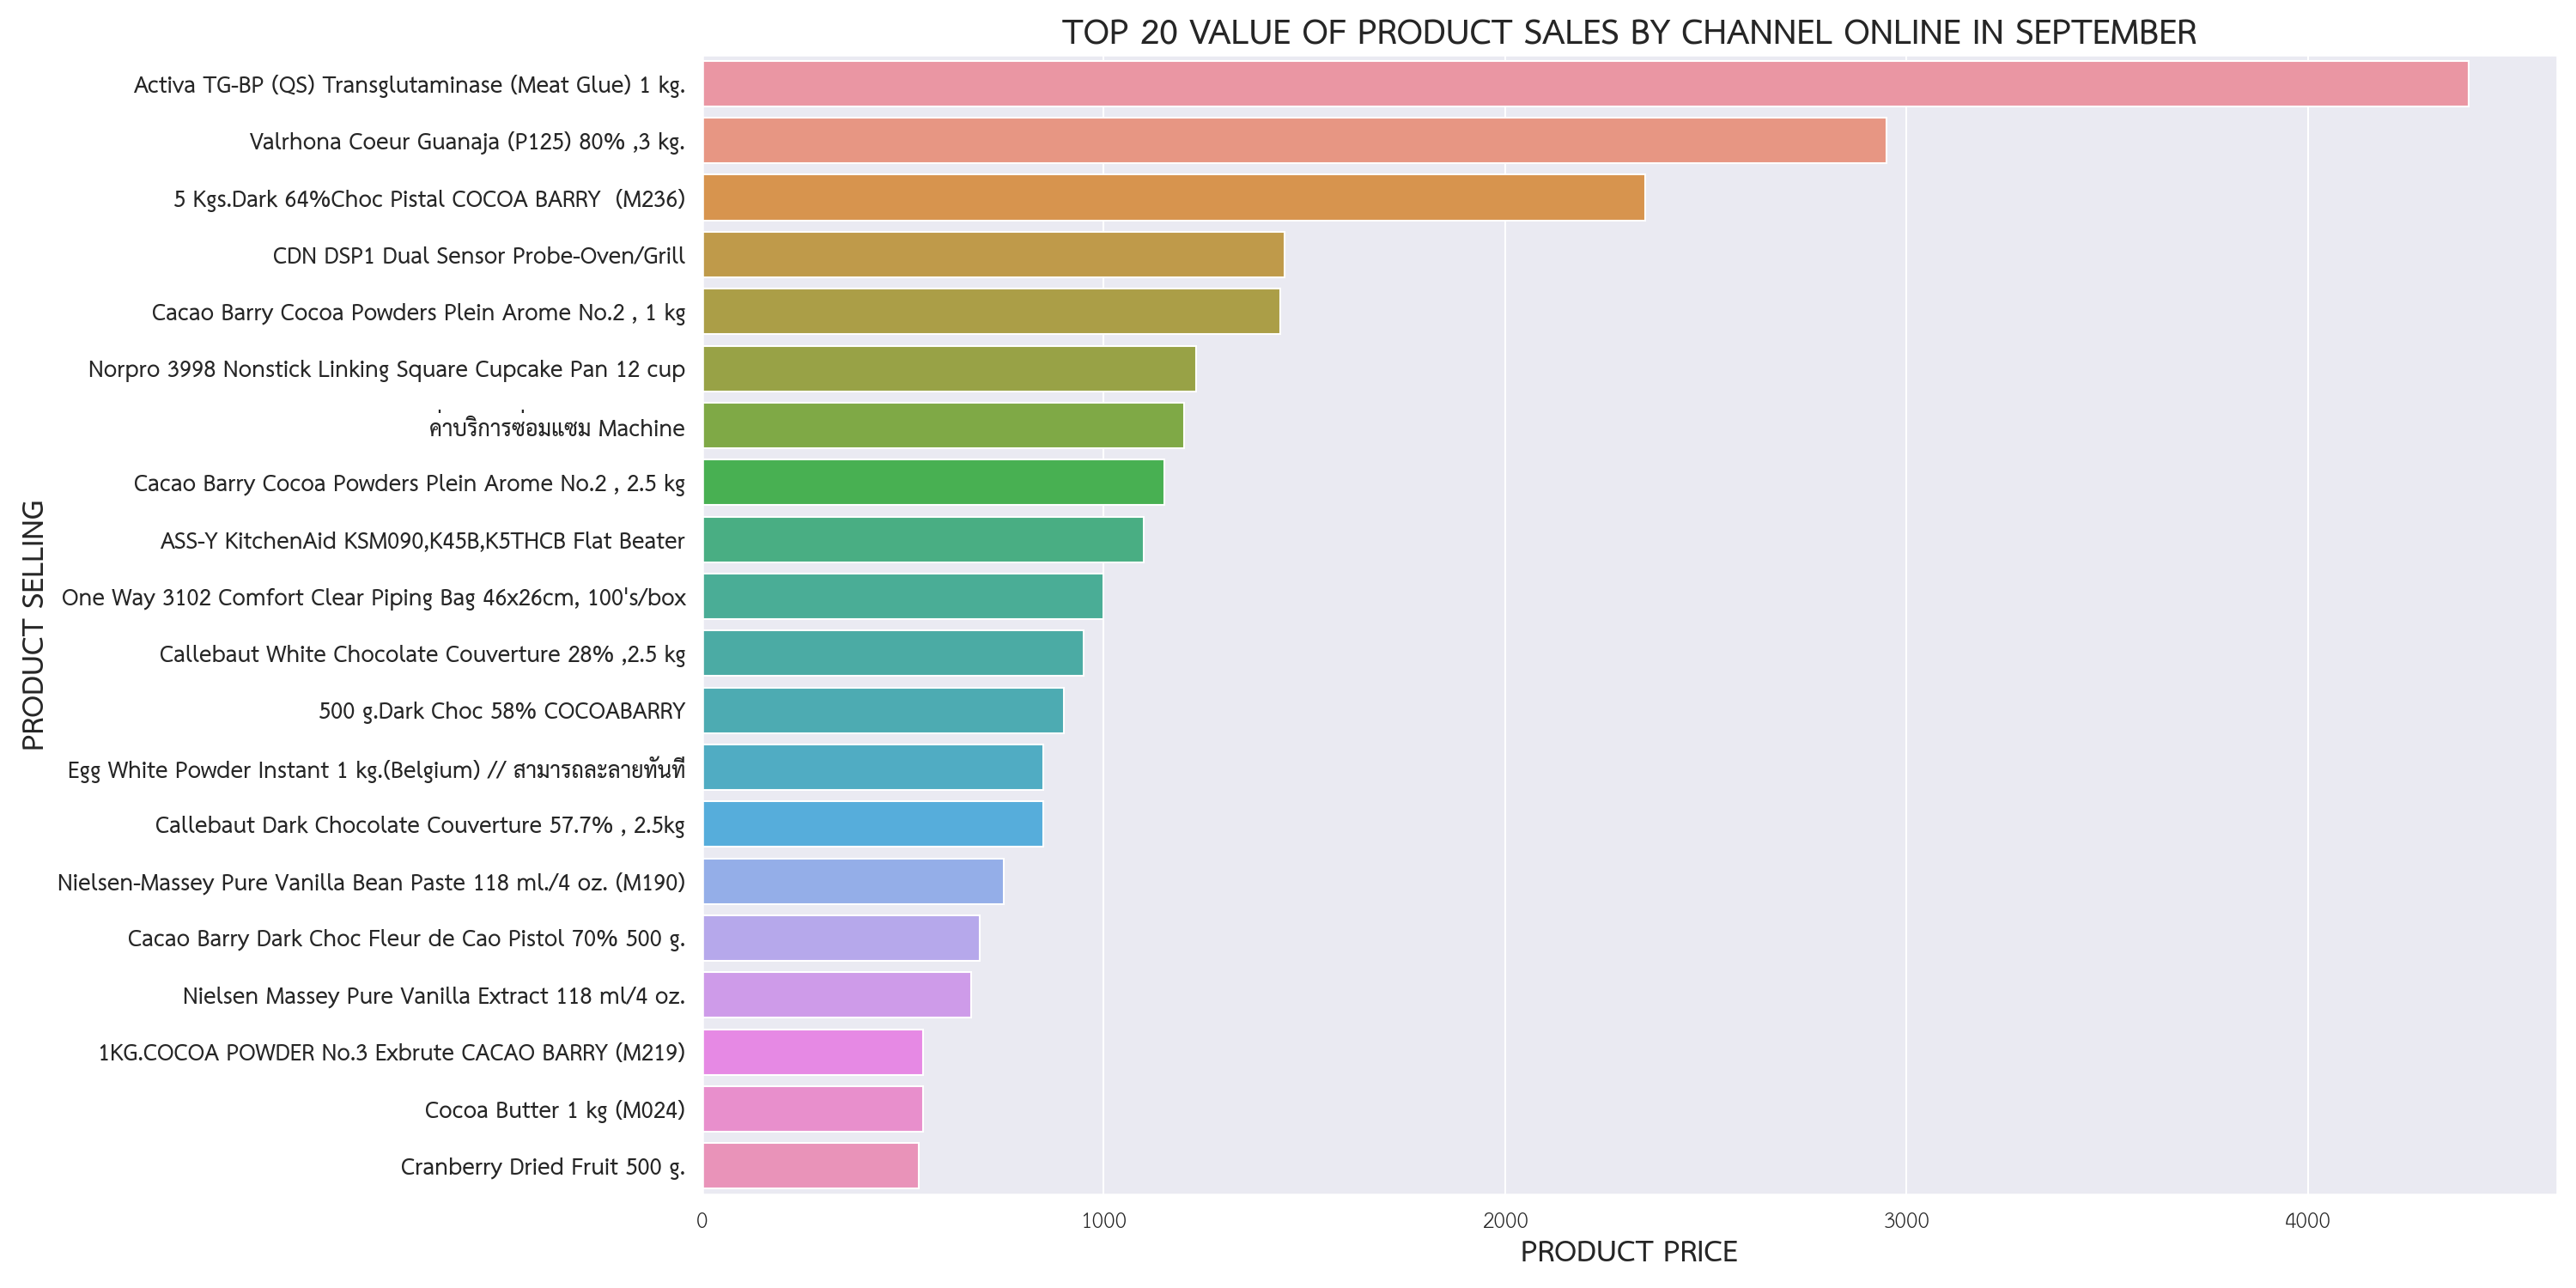 TOP 20 VALUE OF PRODUCT SALES BY CHANNEL ONLINE IN SEPTEMBER
PRODUCT SELLING
Activa TG-BP (QS) Transglutaminase (Meat Glue) 1 kg.
Valrhona Coeur Guanaja (P125) 80% ,3 kg.
5 Kgs.Dark 64%Choc Pistal COCOA BARRY  (M236)
CDN DSP1 Dual Sensor Probe-Oven/Grill
Cacao Barry Cocoa Powders Plein Arome No.2 , 1 kg
Norpro 3998 Nonstick Linking Square Cupcake Pan 12 cup
ค่าบริการซ่อมแซม Machine
Cacao Barry Cocoa Powders Plein Arome No.2 , 2.5 kg
ASS-Y KitchenAid KSM090,K45B,K5THCB Flat Beater
One Way 3102 Comfort Clear Piping Bag 46x26cm, 100's/box
Callebaut White Chocolate Couverture 28% ,2.5 kg
500 g.Dark Choc 58% COCOABARRY
Egg White Powder Instant 1 kg.(Belgium) // สามารถละลายทันที
Callebaut Dark Chocolate Couverture 57.7% , 2.5kg
Nielsen-Massey Pure Vanilla Bean Paste 118 ml./4 oz. (M190)
Cacao Barry Dark Choc Fleur de Cao Pistol 70% 500 g.
Nielsen Massey Pure Vanilla Extract 118 ml/4 oz.
1KG.COCOA POWDER No.3 Exbrute CACAO BARRY (M219)
Cocoa Butter 1 kg (M024)
Cranberry Dried Fruit 500 g.
0 1000 2000 3000 4000
PRODUCT PRICE